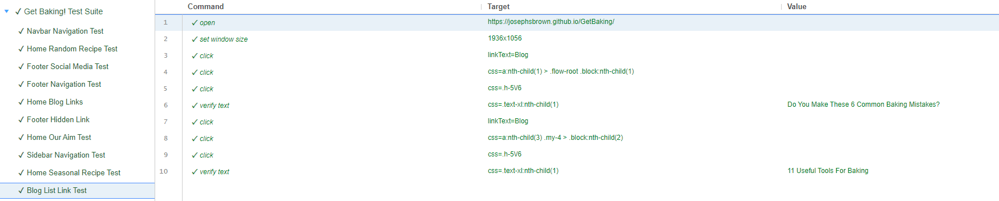 Get Baking! Test Suite
Navbar Navigation Test
Home Random Recipe Test
Footer Social Media Test
Footer Navigation Test
Home Blog Links
Footer Hidden Link
Home Our Aim Test
Sidebar Navigation Test
Home Seasonal Recipe Test
Blog List Link Test
Command Target Value
1 open https://josephsbrown.github.io/GetBaking/
2 set window size 1936x1056
3 click linkText=Blog
4 click css=a:nth-child(1) > .flow-root .block:nth-child(1)
5 click css=.h-5\/6
6 verify text css=.text-xl:nth-child(1) Do You Make These 6 Common Baking Mistakes?
7 click linkText=Blog
8 click css=a:nth-child(3) .my-4 > .block:nth-child(2)
9 click css=.h-5\/6
10 verify text css=.text-xl:nth-child(1) 11 Useful Tools For Baking